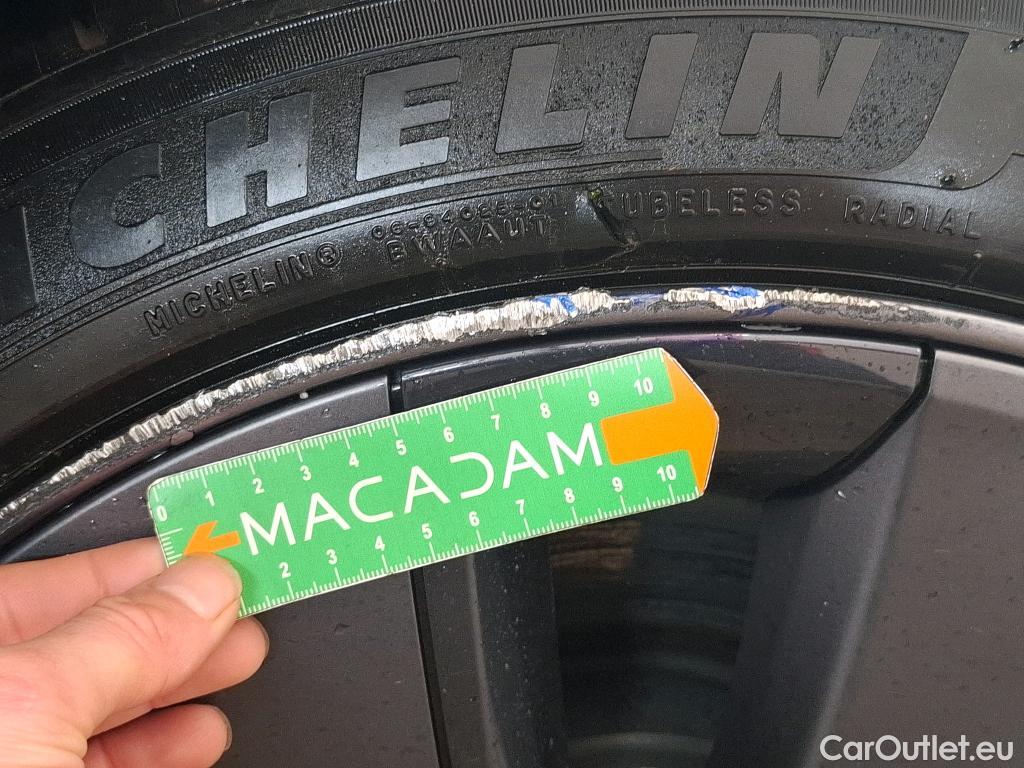 CHELIN
MICHELIN®
BWAAUT
TUBELESS RADIAL
0 1 2 3 4 5 6 7 8 9 10
MACADAM
2 3 4 5 6 7 8 9 10
CarOutlet.eu